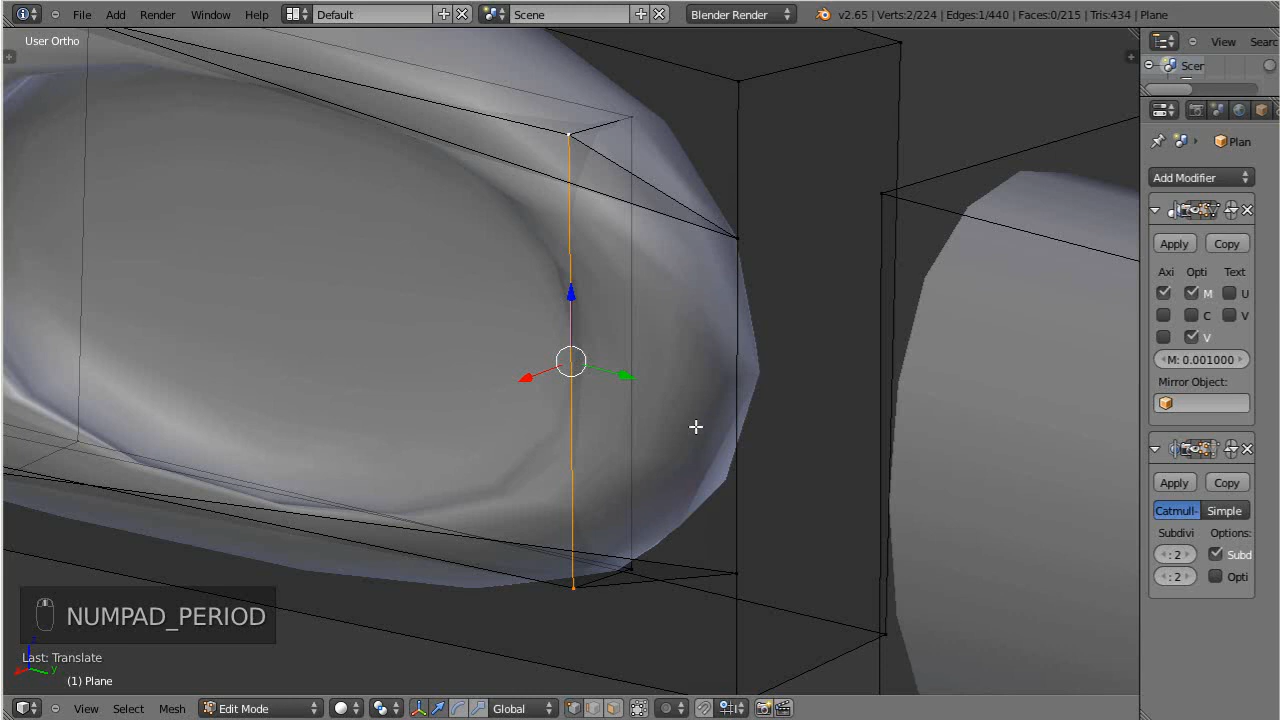 File Add Render Window Help Default Scene Blender Render v2.65 | Verts:2/224 | Edges:1/440 | Faces:0/215 | Tris:434 | Plane
User Ortho
View Searc
Scer
Plan
Add Modifier
Apply Copy
Axi Opti Text
M U
C V
V
M: 0.001000
Mirror Object:
Apply Copy
Catmull- Simple
Subdivi Options:
: 2 Subd
: 2 Opti
NUMPAD_PERIOD
z
Last: Translate
y
(1) Plane
View Select Mesh Edit Mode Global